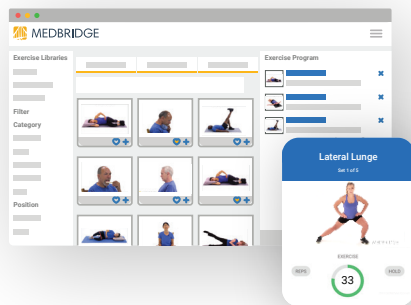 MEDBRIDGE
Exercise Libraries
Filter
Category
Position
Exercise Program
Lateral Lunge
Set 1 of 5
EXERCISE
REPS
33
HOLD